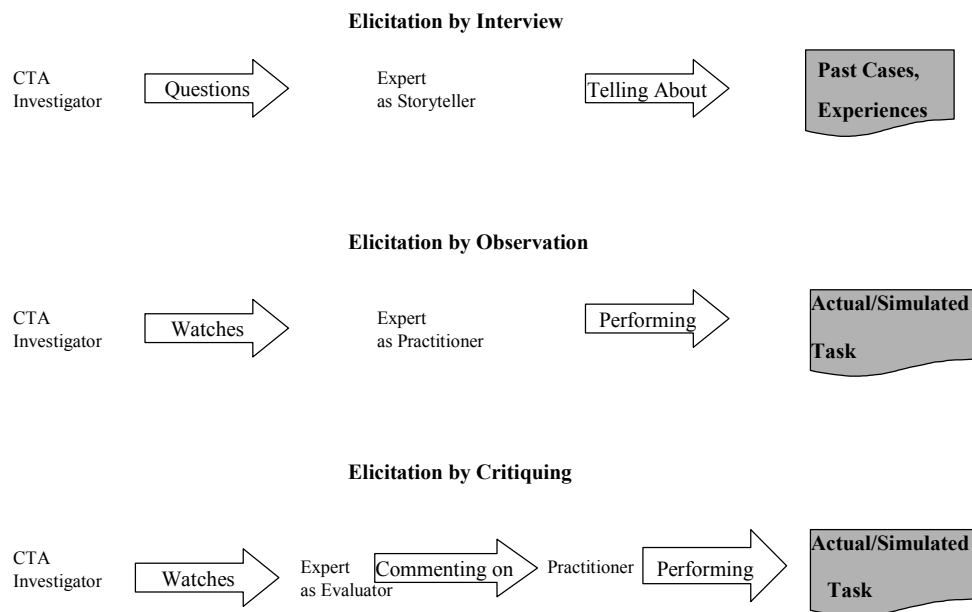 Elicitation by Interview
CTA
Investigator
Questions
Expert
as Storyteller
Telling About
Past Cases,
Experiences
Elicitation by Observation
CTA
Investigator
Watches
Expert
as Practitioner
Performing
Actual/Simulated
Task
Elicitation by Critiquing
CTA
Investigator
Watches
Expert
as Evaluator
Commenting on
Practitioner
Performing
Actual/Simulated
Task